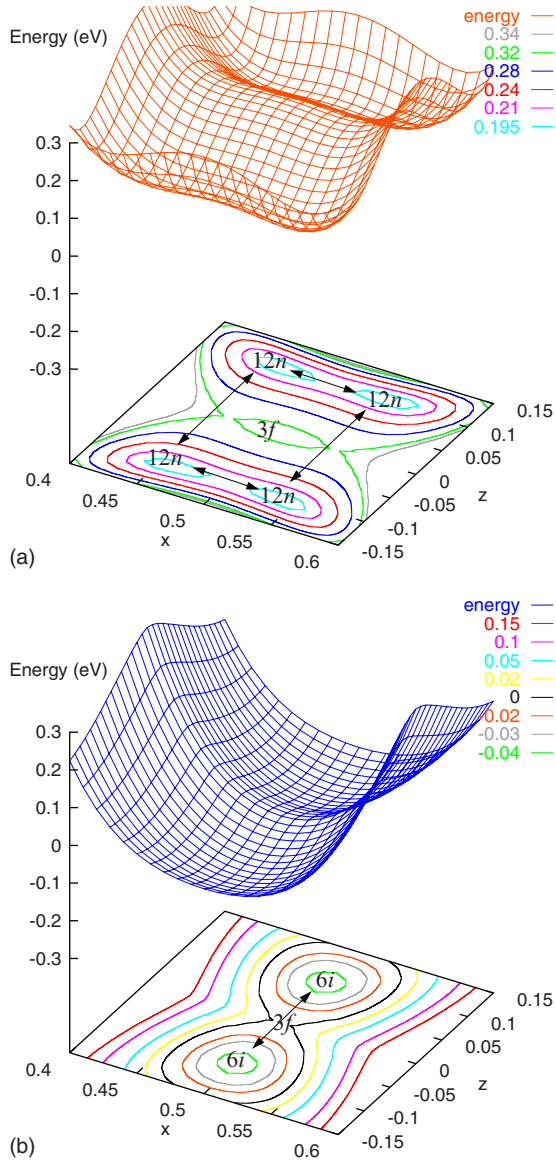 energy
Energy (eV)
0.34
0.32
0.28
0.24
0.21
0.195
0.3
0.2
0.1
0
-0.1
-0.2
-0.3
12n
12n
3f
12n
12n
0.15
0.1
0.05
0
-0.05
-0.1
-0.15
z
0.4
0.45
0.5
0.55
0.6
x
(a)
energy
0.15
0.1
0.05
0.02
0
-0.02
-0.03
-0.04
Energy (eV)
0.3
0.2
0.1
0
-0.1
-0.2
-0.3
6i
3f
6i
0.15
0.1
0.05
0
-0.05
-0.1
-0.15
z
0.4
0.45
0.5
0.55
0.6
x
(b)